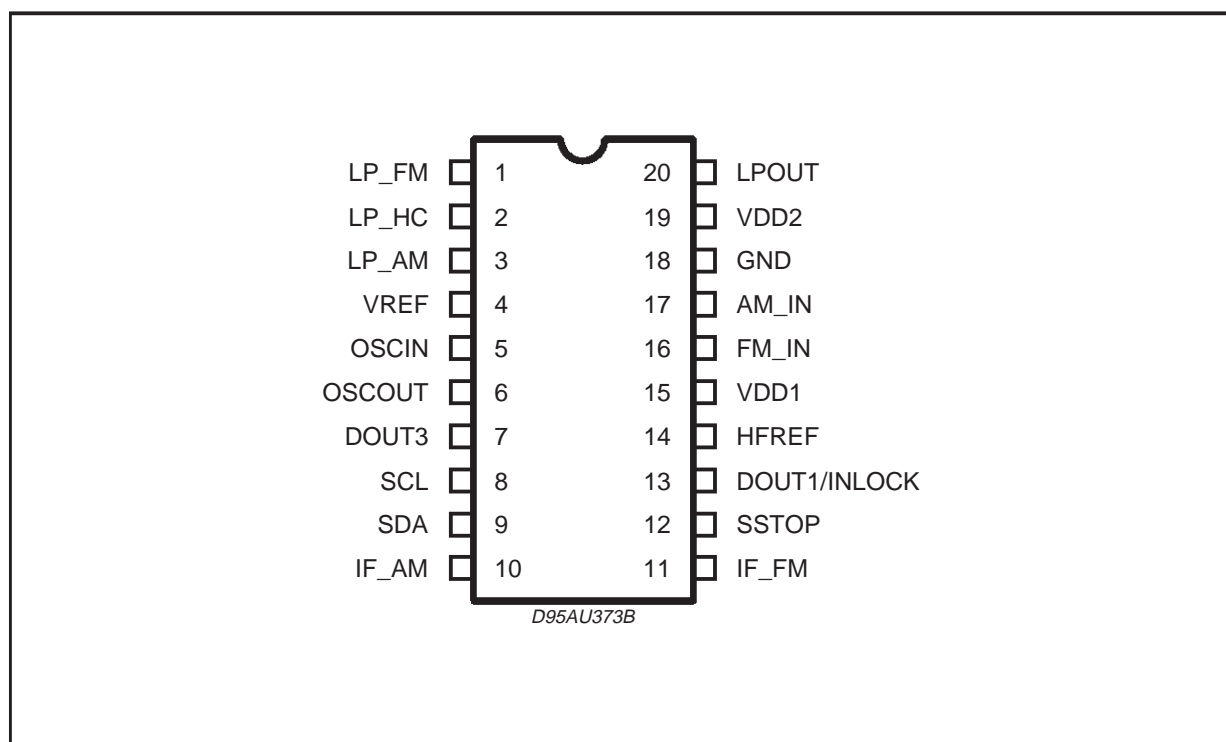 LP_FM 1 20 LPOUT
LP_HC 2 19 VDD2
LP_AM 3 18 GND
VREF 4 17 AM_IN
OSCIN 5 16 FM_IN
OSCOUT 6 15 VDD1
DOUT3 7 14 HFREF
SCL 8 13 DOUT1/INLOCK
SDA 9 12 SSTOP
IF_AM 10 11 IF_FM
D95AU373B